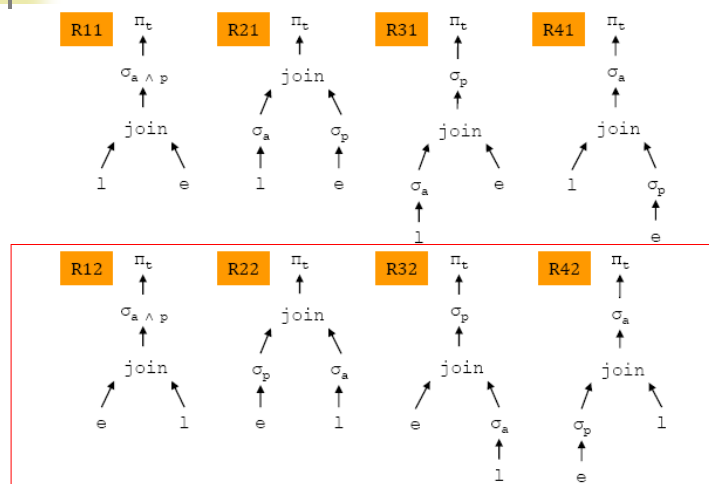 R11 Πt R21 Πt R31 Πt R41 Πt
σa ∧ p join σp σa
join σa σp join join
l e l e σa e l σp
l e
R12 Πt R22 Πt R32 Πt R42 Πt
σa ∧ p join σp σa
join σp σa join join
e l e l e σa σp l
l e